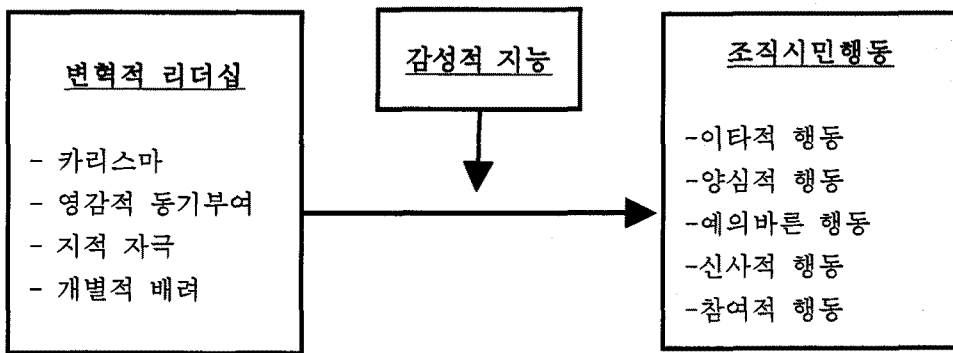 변혁적 리더십
- 카리스마
- 영감적 동기부여
- 지적 자극
- 개별적 배려
감성적 지능
조직시민행동
-이타적 행동
-양심적 행동
-예의바른 행동
-신사적 행동
-참여적 행동